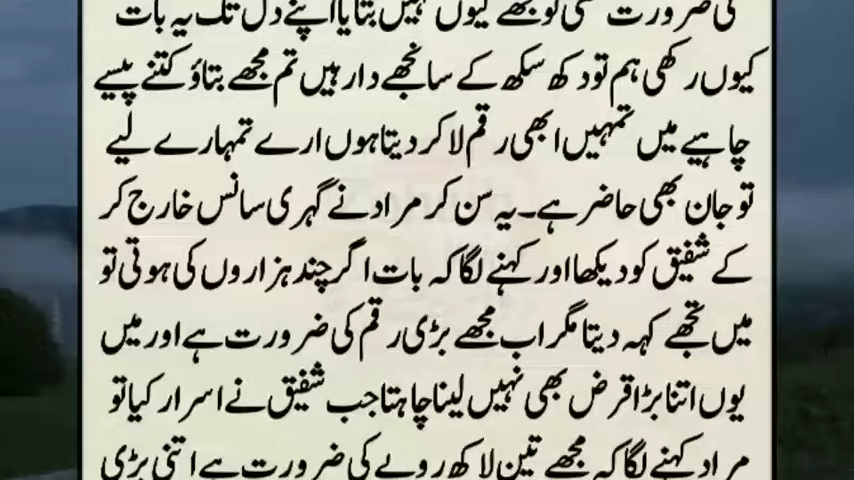 کی ضرورت تھی تو مجھے کیوں نہیں بتایا اپنے دل تک یہ بات
کیوں رکھی ہم تو دکھ سکھ کے سانجھے دار ہیں تم مجھے بتاؤ کتنے پیسے
چاہیے میں تمہیں ابھی رقم لا کر دیتا ہوں ارے تمہارے لیے
تو جان بھی حاضر ہے۔ یہ سن کر مراد نے گہری سانس خارج کر
کے شفیق کو دیکھا اور کہنے لگا کہ بات اگر چند ہزاروں کی ہوتی تو
میں تجھے کہہ دیتا مگر اب مجھے بڑی رقم کی ضرورت ہے اور میں
یوں اتنا بڑا قرض بھی نہیں لینا چاہتا جب شفیق نے اسرار کیا تو
مراد کہنے لگا کہ مجھے تین لاکھ روپے کی ضرورت ہے اتنی بڑی